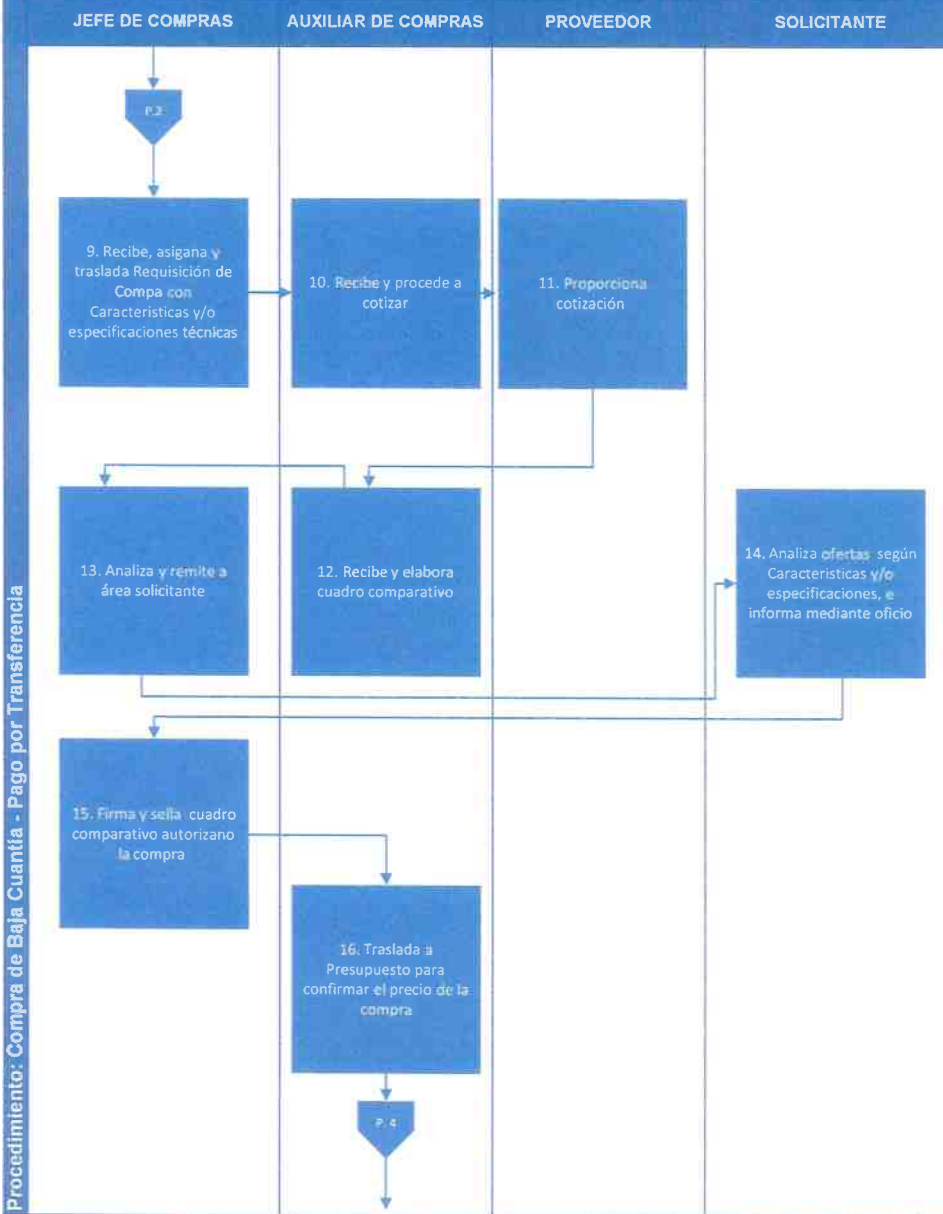 JEFE DE COMPRAS
AUXILIAR DE COMPRAS
PROVEEDOR
SOLICITANTE
Procedimiento: Compra de Baja Cuantía - Pago por Transferencia
P.2
9. Recibe, asigana y
traslada Requisición de
Compa con
Caracteristicas y/o
especificaciones técnicas
10. Recibe y procede a
cotizar
11. Proporciona
cotización
13. Analiza y remite a
área solicitante
12. Recibe y elabora
cuadro comparativo
14. Analiza ofertas según
Caracteristicas y/o
especificaciones, e
informa mediante oficio
15. Firma y sella cuadro
comparativo autorizano
la compra
16. Traslada a
Presupuesto para
confirmar el precio de la
compra
P. 4